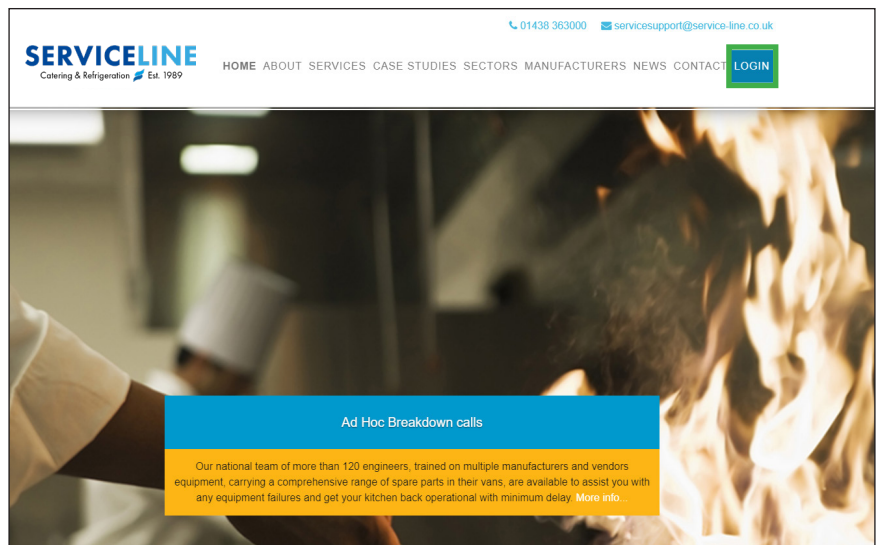 01438 363000 servicesupport@service-line.co.uk
SERVICELINE
Catering & Refrigeration Est. 1989
HOME ABOUT SERVICES CASE STUDIES SECTORS MANUFACTURERS NEWS CONTACT LOGIN
Ad Hoc Breakdown calls
Our national team of more than 120 engineers, trained on multiple manufacturers and vendors
equipment, carrying a comprehensive range of spare parts in their vans, are available to assist you with
any equipment failures and get your kitchen back operational with minimum delay. More info...